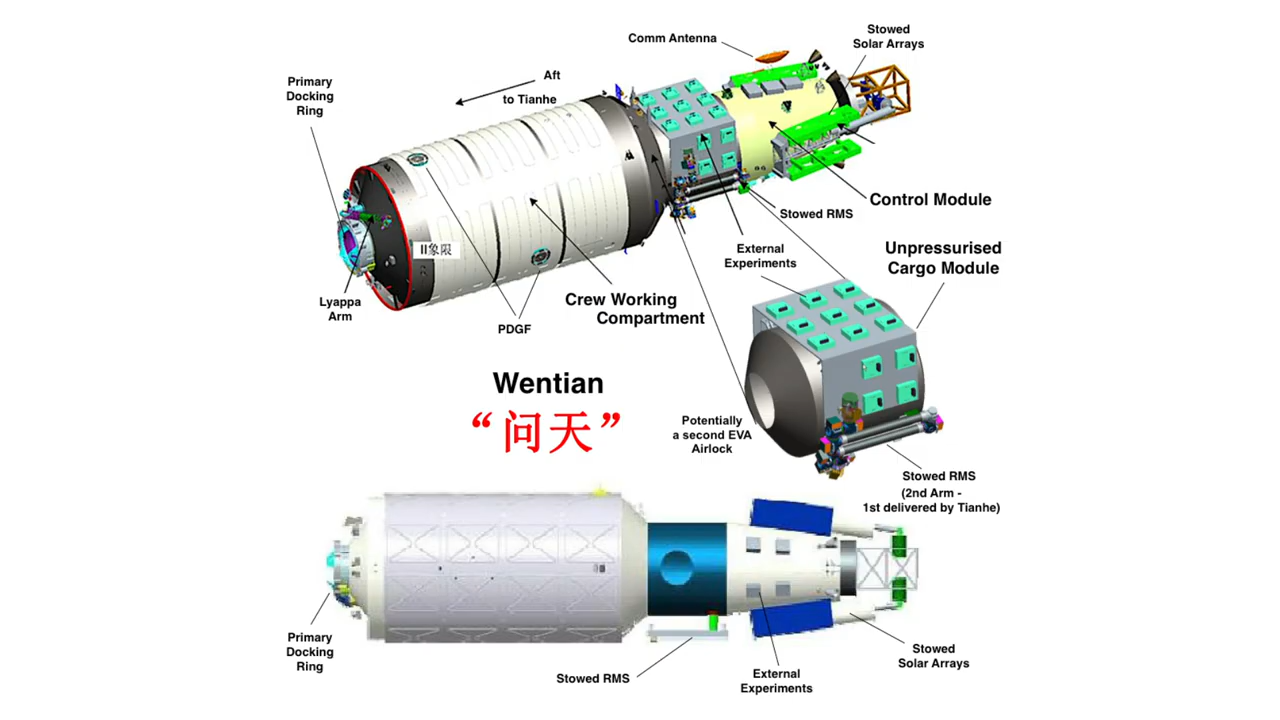 Comm Antenna
Stowed
Solar Arrays
Primary
Docking
Ring
Aft
to Tianhe
Control Module
Stowed RMS
II象限
External
Experiments
Unpressurised
Cargo Module
Lyappa
Arm
PDGF
Crew Working
Compartment
Wentian
“问天”
Potentially
a second EVA
Airlock
Stowed RMS
(2nd Arm -
1st delivered by Tianhe)
Primary
Docking
Ring
Stowed RMS
External
Experiments
Stowed
Solar Arrays